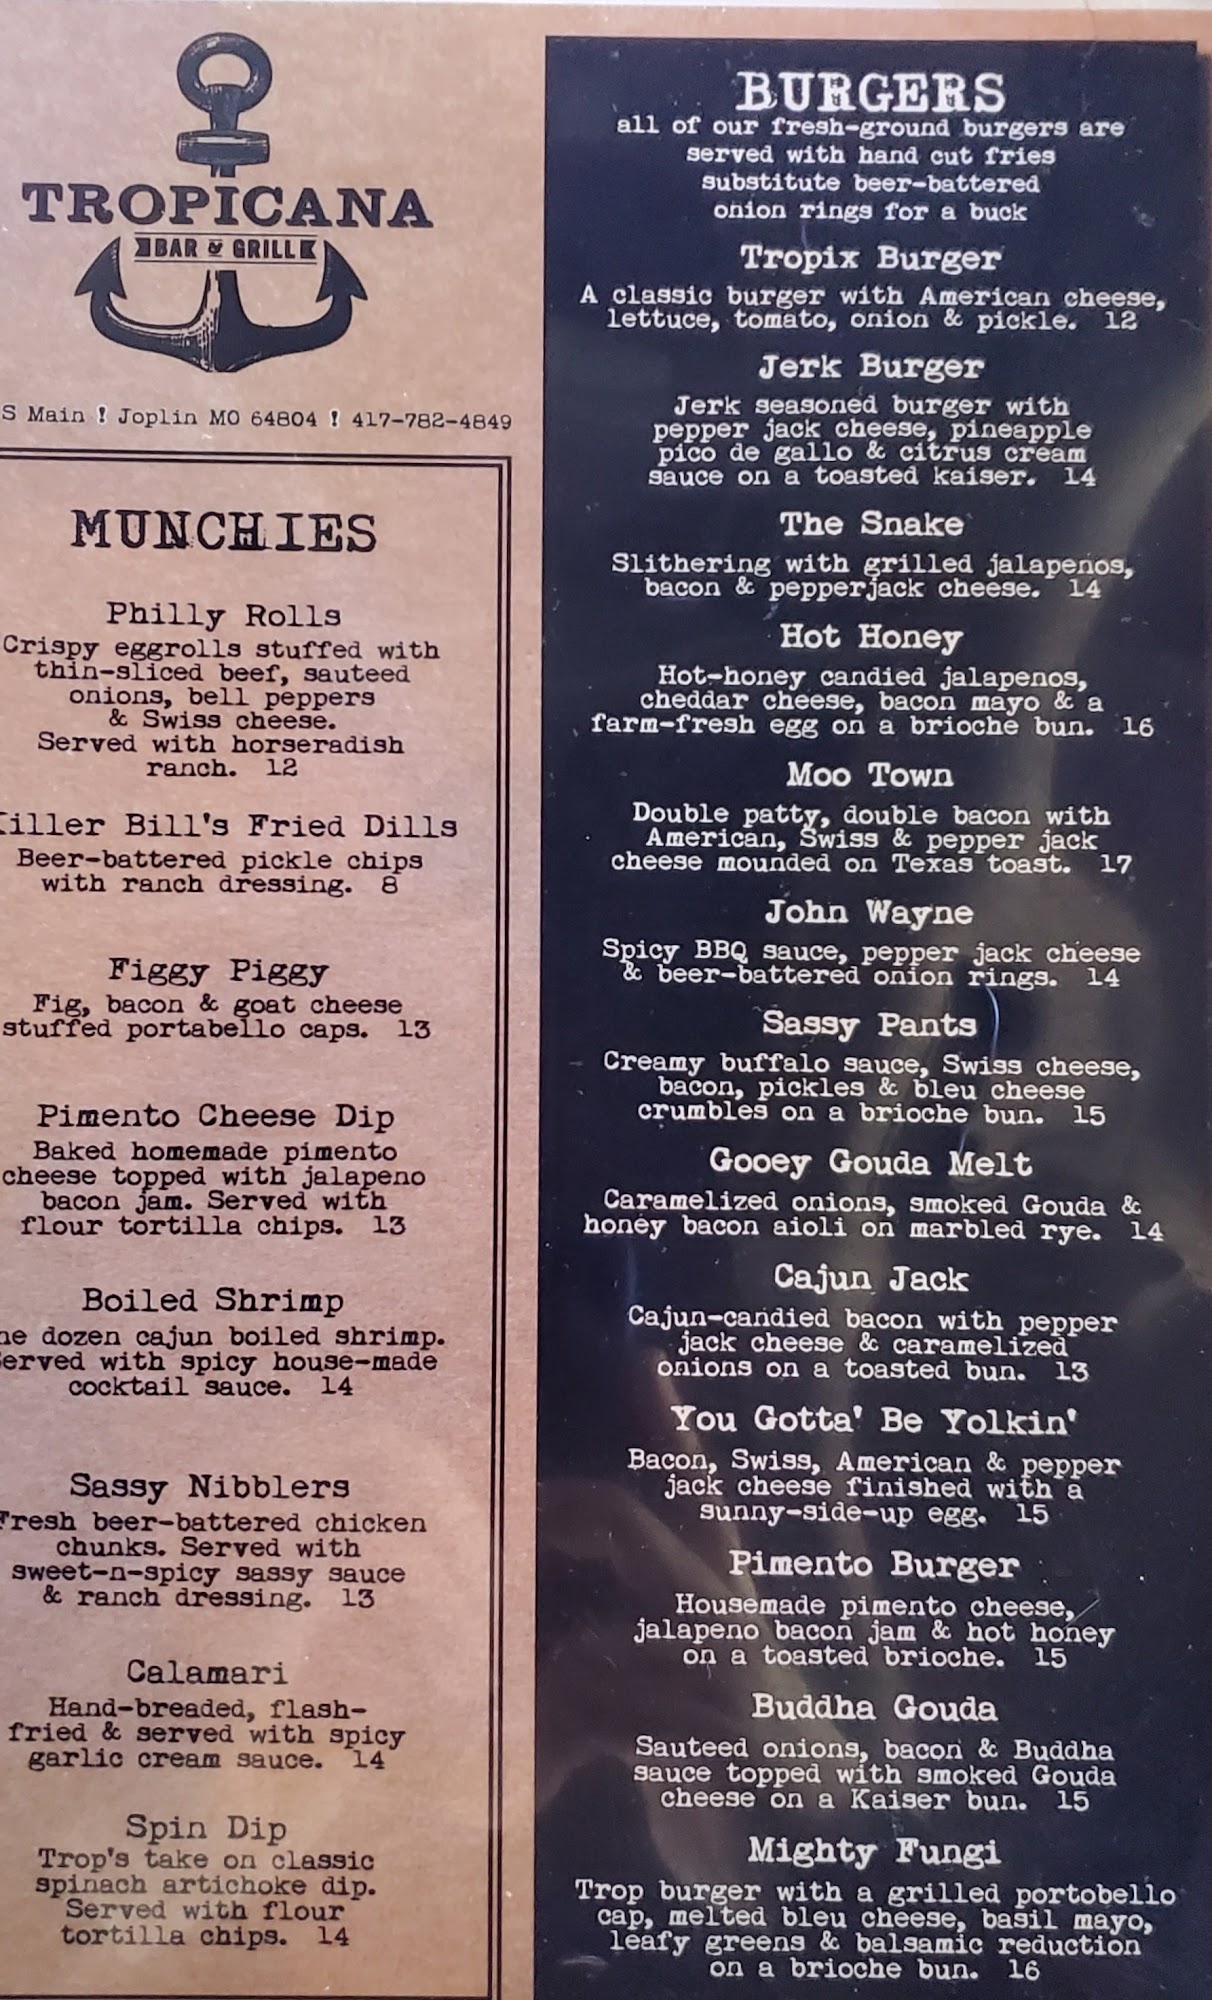 TROPICANA
BAR & GRILL
S Main ! Joplin MO 64804 ! 417-782-4849
MUNCHIES
Philly Rolls
Crispy eggrolls stuffed with
thin-sliced beef, sauteed
onions, bell peppers
& Swiss cheese.
Served with horseradish
ranch. 12
Killer Bill's Fried Dills
Beer-battered pickle chips
with ranch dressing. 8
Figgy Piggy
Fig, bacon & goat cheese
stuffed portabello caps. 13
Pimento Cheese Dip
Baked homemade pimento
cheese topped with jalapeno
bacon jam. Served with
flour tortilla chips. 13
Boiled Shrimp
dozen cajun boiled shrimp.
Served with spicy house-made
cocktail sauce. 14
Sassy Nibblers
Fresh beer-battered chicken
chunks. Served with
sweet-n-spicy sassy sauce
& ranch dressing. 13
Calamari
Hand-breaded, flash-
fried & served with spicy
garlic cream sauce. 14
Spin Dip
Trop's take on classic
spinach artichoke dip.
Served with flour
tortilla chips. 14
BURGERS
all of our fresh-ground burgers are
served with hand cut fries
substitute beer-battered
onion rings for a buck
Tropix Burger
A classic burger with American cheese,
lettuce, tomato, onion & pickle. 12
Jerk Burger
Jerk seasoned burger with
pepper jack cheese, pineapple
pico de gallo & citrus cream
sauce on a toasted kaiser. 14
The Snake
Slithering with grilled jalapenos,
bacon & pepperjack cheese. 14
Hot Honey
Hot-honey candied jalapenos,
cheddar cheese, bacon mayo & a
farm-fresh egg on a brioche bun. 16
Moo Town
Double patty, double bacon with
American, Swiss & pepper jack
cheese mounded on Texas toast. 17
John Wayne
Spicy BBQ sauce, pepper jack cheese
& beer-battered onion rings. 14
Sassy Pants
Creamy buffalo sauce, Swiss cheese,
bacon, pickles & bleu cheese
crumbles on a brioche bun. 15
Gooey Gouda Melt
Caramelized onions, smoked Gouda &
honey bacon aioli on marbled rye. 14
Cajun Jack
Cajun-candied bacon with pepper
jack cheese & caramelized
onions on a toasted bun. 13
You Gotta' Be Yolkin'
Bacon, Swiss, American & pepper
jack cheese finished with a
sunny-side-up egg. 15
Pimento Burger
Housemade pimento cheese,
jalapeno bacon jam & hot honey
on a toasted brioche. 15
Buddha Gouda
Sauteed onions, bacon & Buddha
sauce topped with smoked Gouda
cheese on a Kaiser bun. 15
Mighty Fungi
Trop burger with a grilled portobello
cap, melted bleu cheese, basil mayo,
leafy greens & balsamic reduction
on a brioche bun. 16